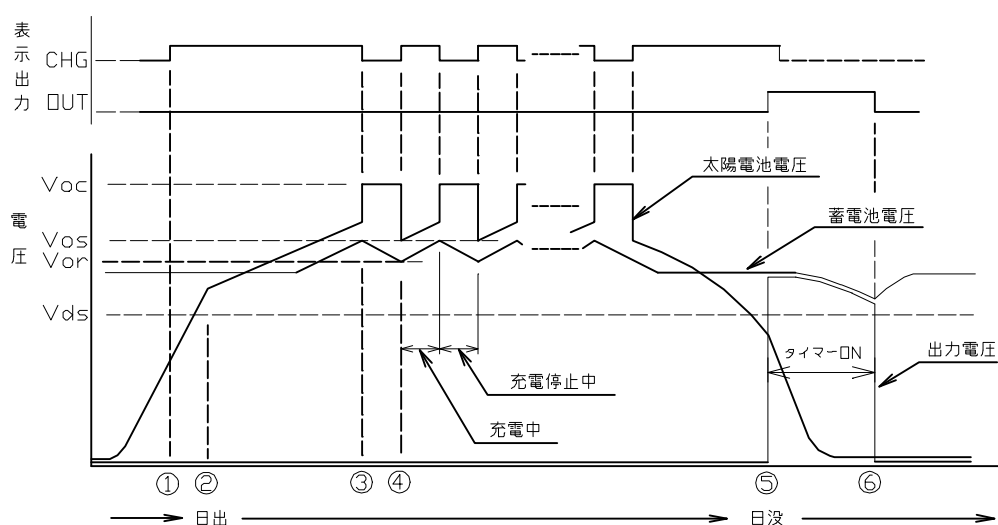 表示出力
CHG
OUT
電圧
Voc
Vos
Vor
Vds
太陽電池電圧
蓄電池電圧
タイマーON
出力電圧
充電停止中
充電中
① ② ③ ④ ⑤ ⑥
日出 日没